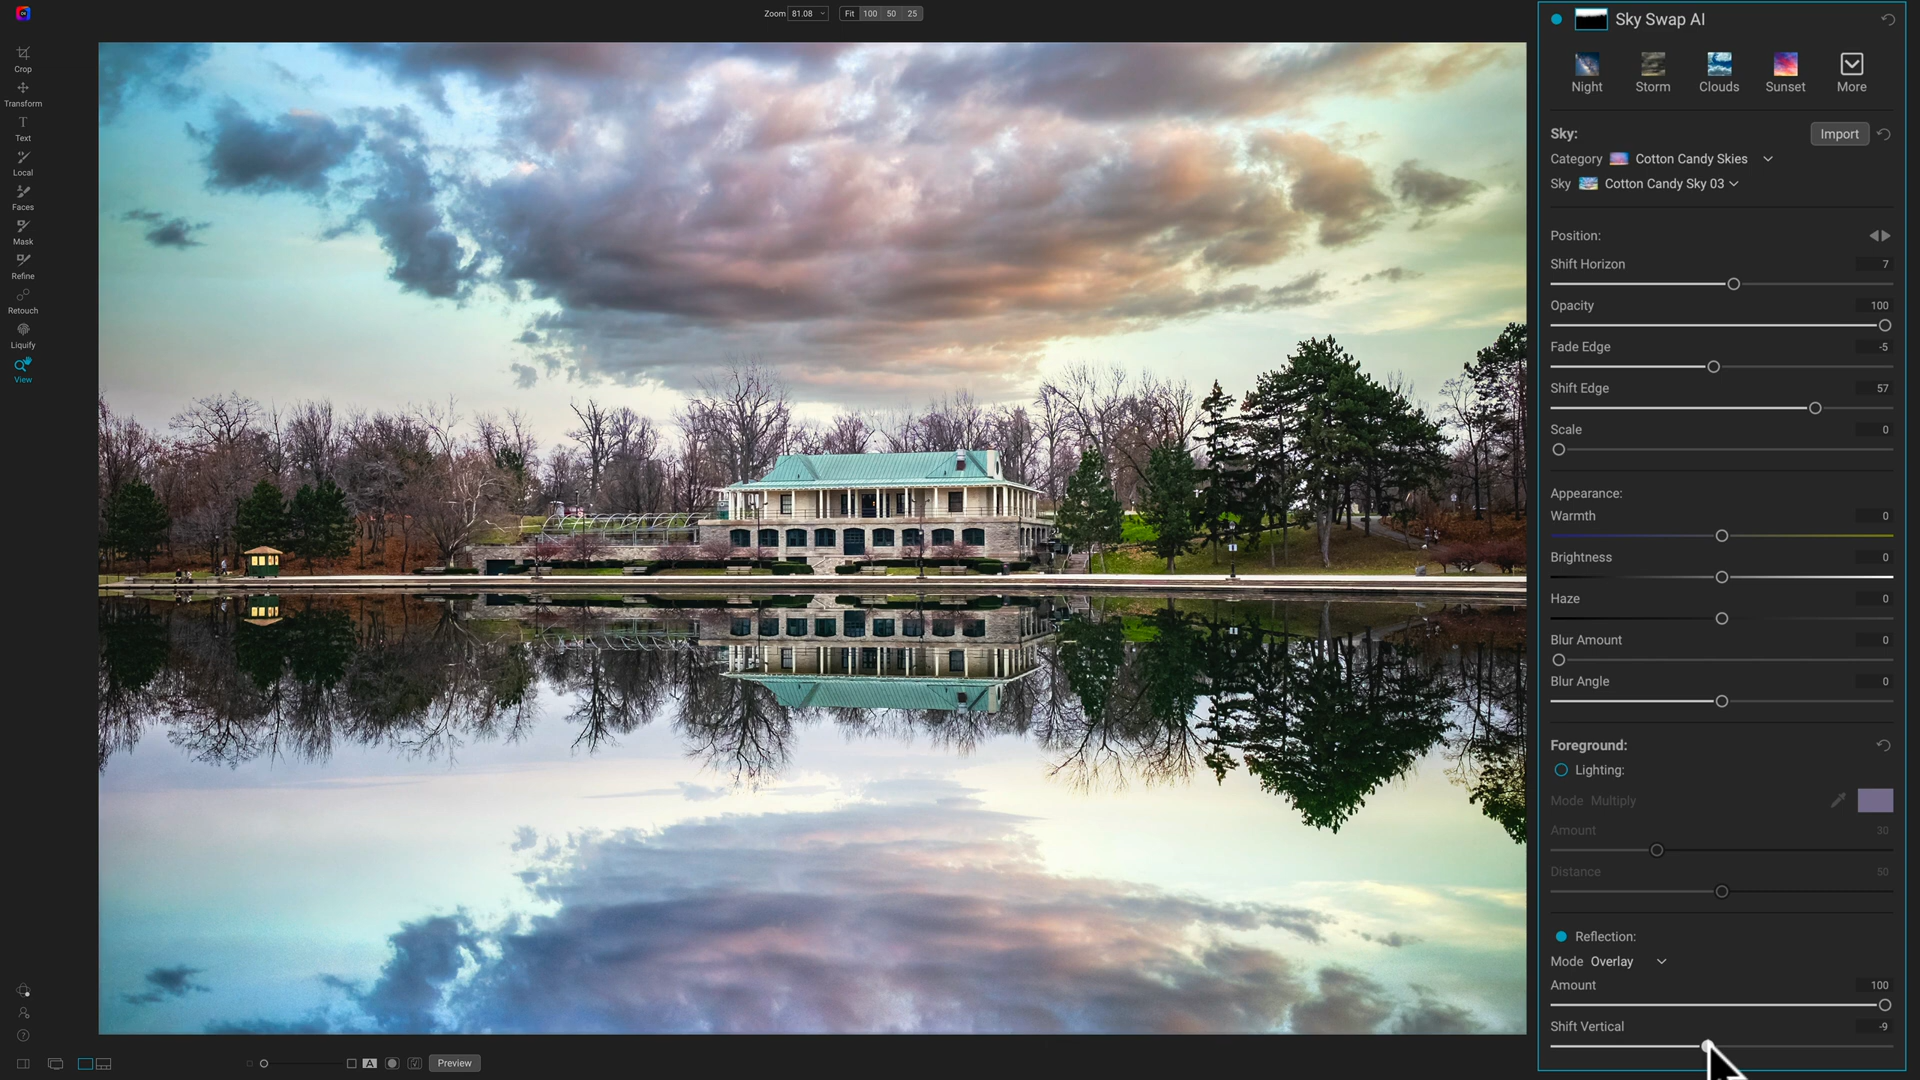 Zoom 81.08 Fit 100 50 25
Crop
Transform
Text
Local
Faces
Mask
Refine
Retouch
Liquify
View
Sky Swap AI
Night Storm Clouds Sunset More
Sky: Import
Category Cotton Candy Skies
Sky Cotton Candy Sky 03
Position:
Shift Horizon 7
Opacity 100
Fade Edge -5
Shift Edge 57
Scale 0
Appearance:
Warmth 0
Brightness 0
Haze 0
Blur Amount 0
Blur Angle 0
Foreground:
Lighting:
Mode Multiply
Amount 30
Distance 50
Reflection:
Mode Overlay
Amount 100
Shift Vertical -9
A Preview